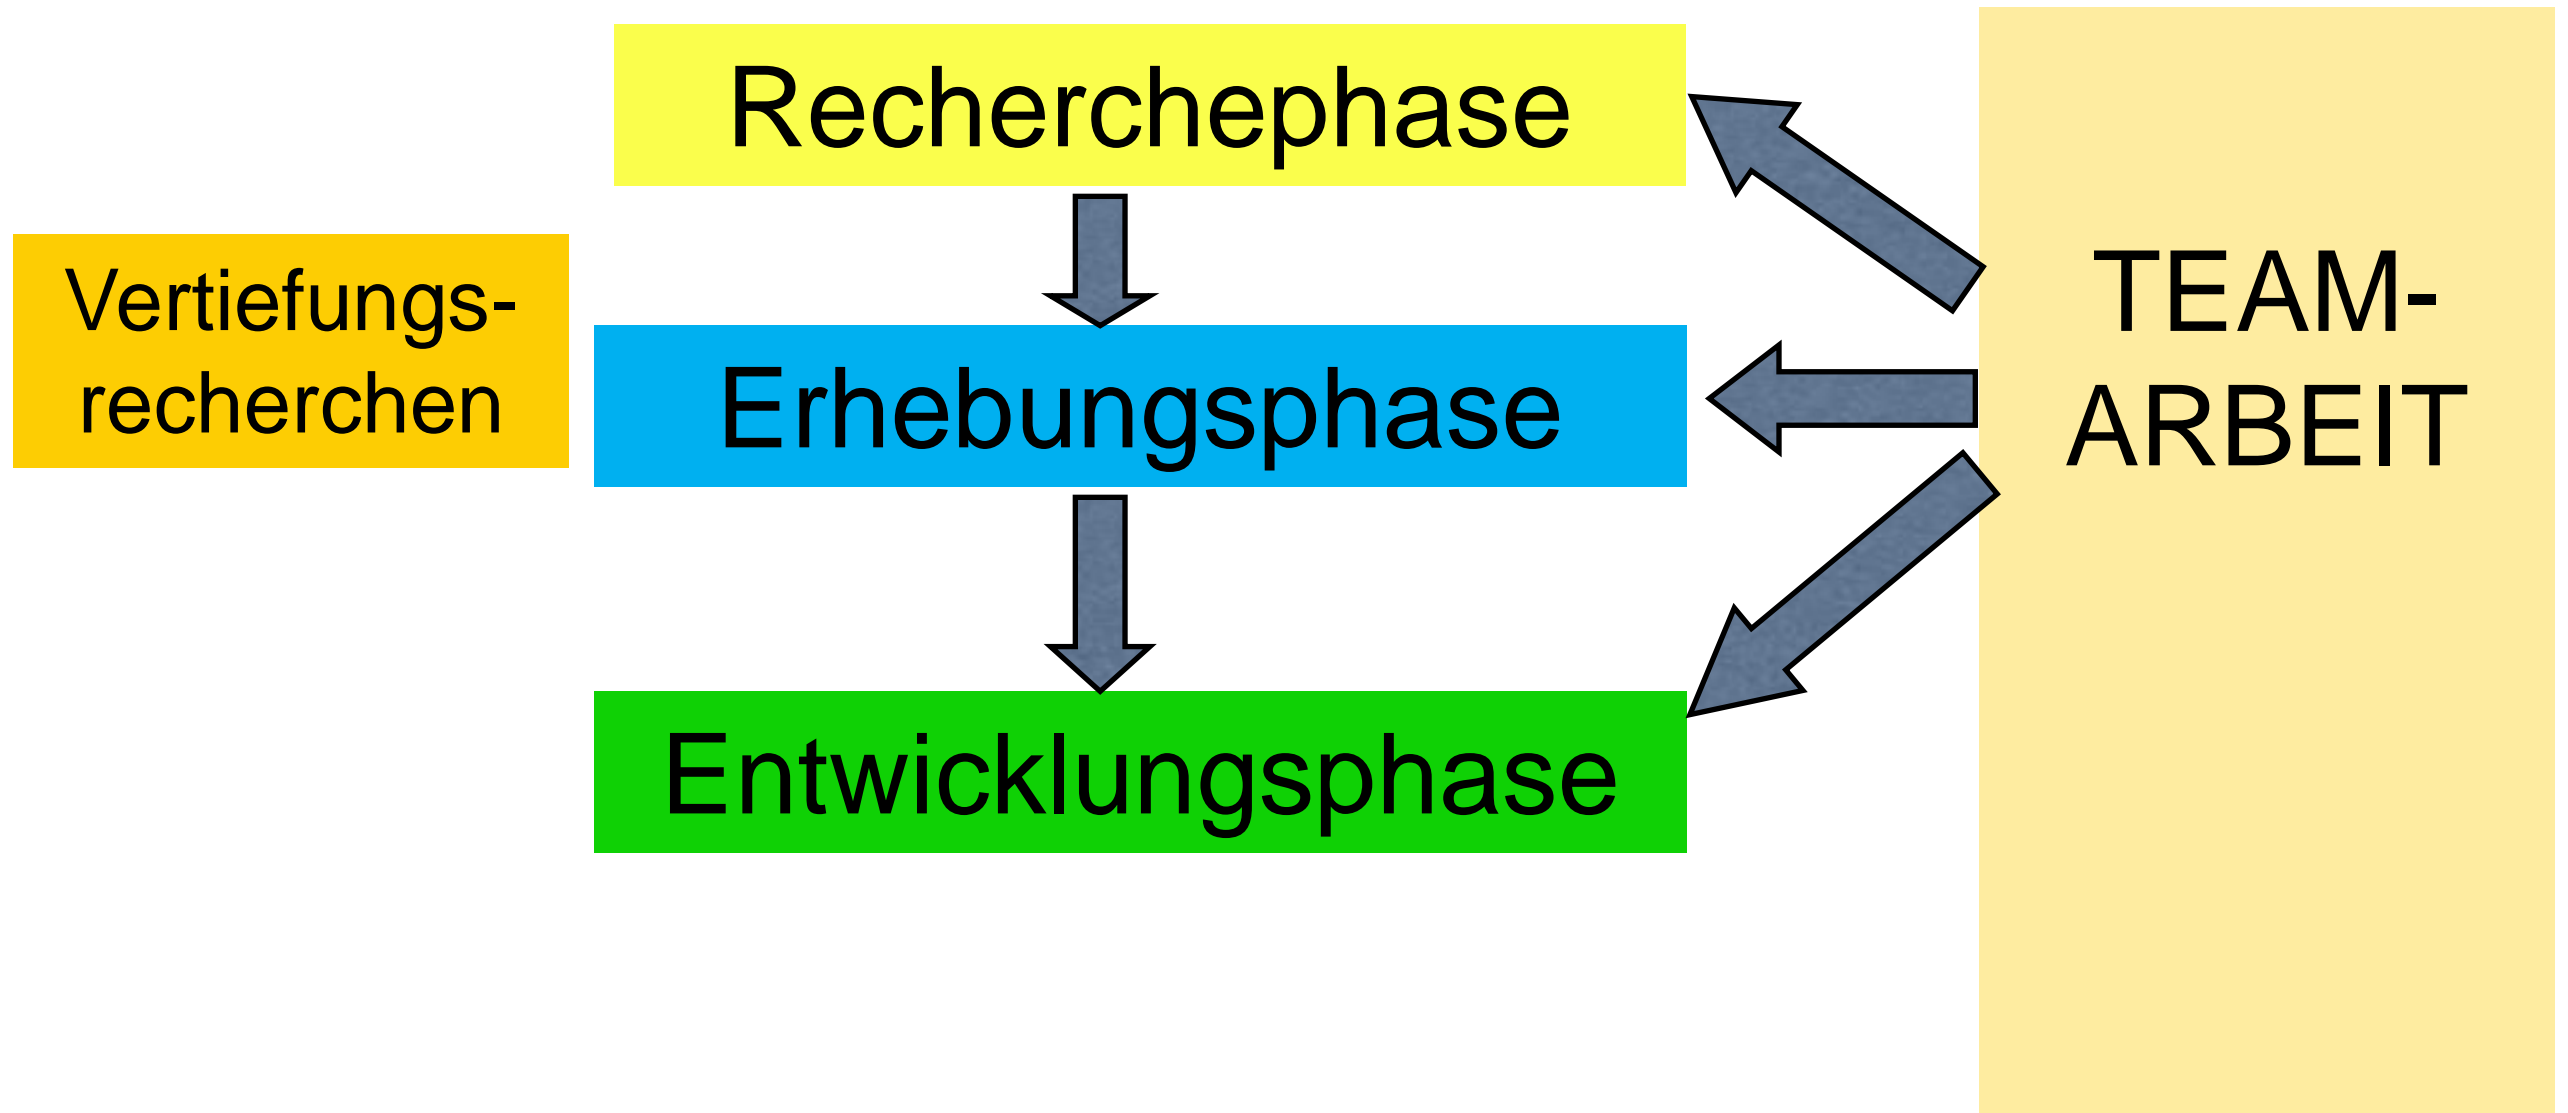 Recherchephase
Vertiefungs-
recherchen
Erhebungsphase
Entwicklungsphase
TEAM-
ARBEIT